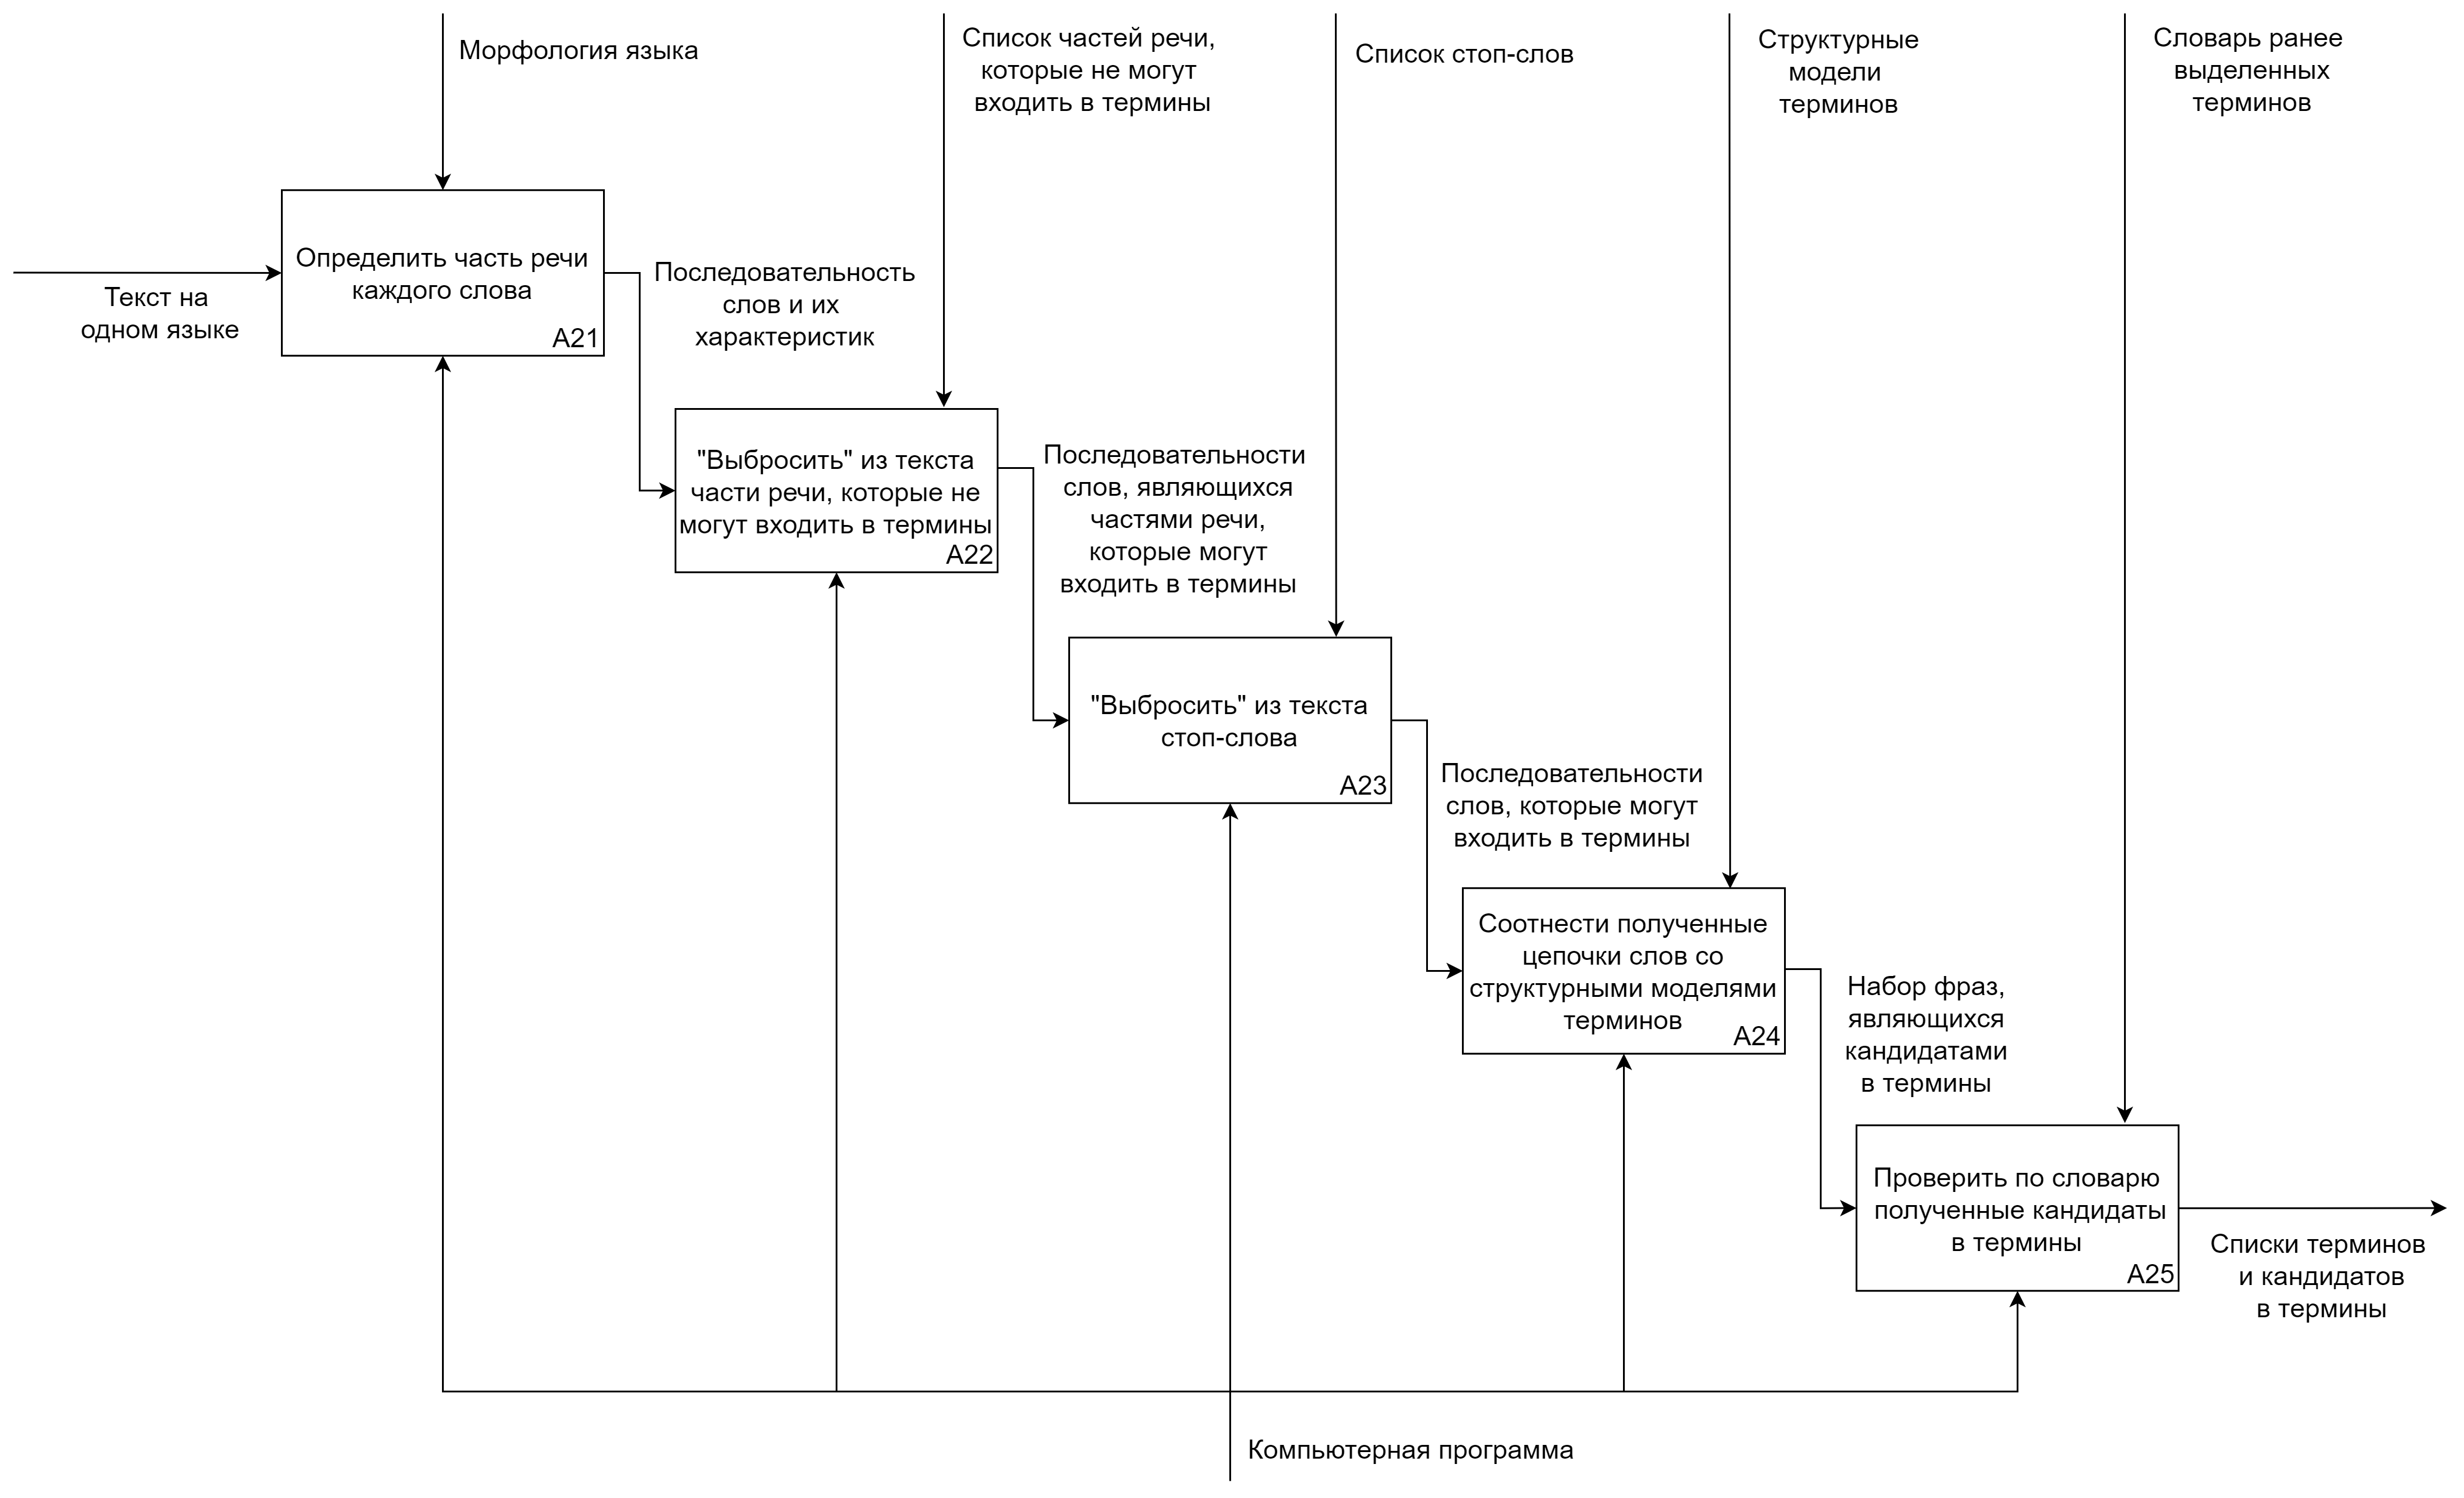 Морфология языка
Список частей речи,
которые не могут
входить в термины
Список стоп-слов
Структурные
модели
терминов
Словарь ранее
выделенных
терминов
Текст на
одном языке
Определить часть речи
каждого слова
A21
Последовательность
слов и их
характеристик
"Выбросить" из текста
части речи, которые не
могут входить в термины
A22
Последовательности
слов, являющихся
частями речи,
которые могут
входить в термины
"Выбросить" из текста
стоп-слова
A23
Последовательности
слов, которые могут
входить в термины
Соотнести полученные
цепочки слов со
структурными моделями
терминов
A24
Набор фраз,
являющихся
кандидатами
в термины
Проверить по словарю
полученные кандидаты
в термины
A25
Списки терминов
и кандидатов
в термины
Компьютерная программа